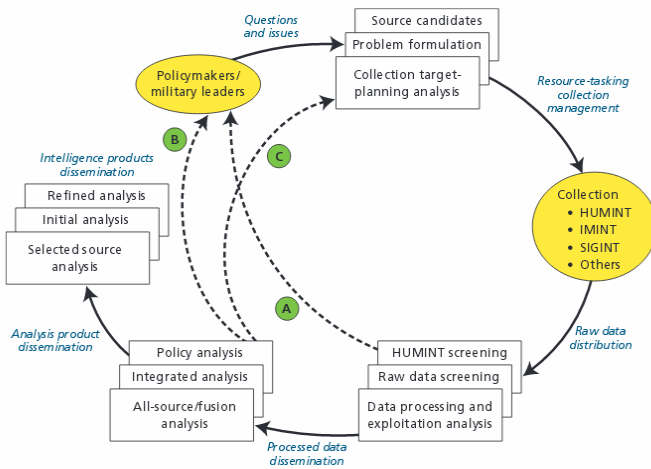 Questions
and issues
Source candidates
Problem formulation
Collection target-
planning analysis
Policymakers/
military leaders
Resource-tasking
collection
management
B
C
Intelligence products
dissemination
Refined analysis
Initial analysis
Selected source
analysis
Collection
• HUMINT
• IMINT
• SIGINT
• Others
A
Analysis product
dissemination
Raw data
distribution
Policy analysis
Integrated analysis
All-source/fusion
analysis
HUMINT screening
Raw data screening
Data processing and
exploitation analysis
Processed data
dissemination